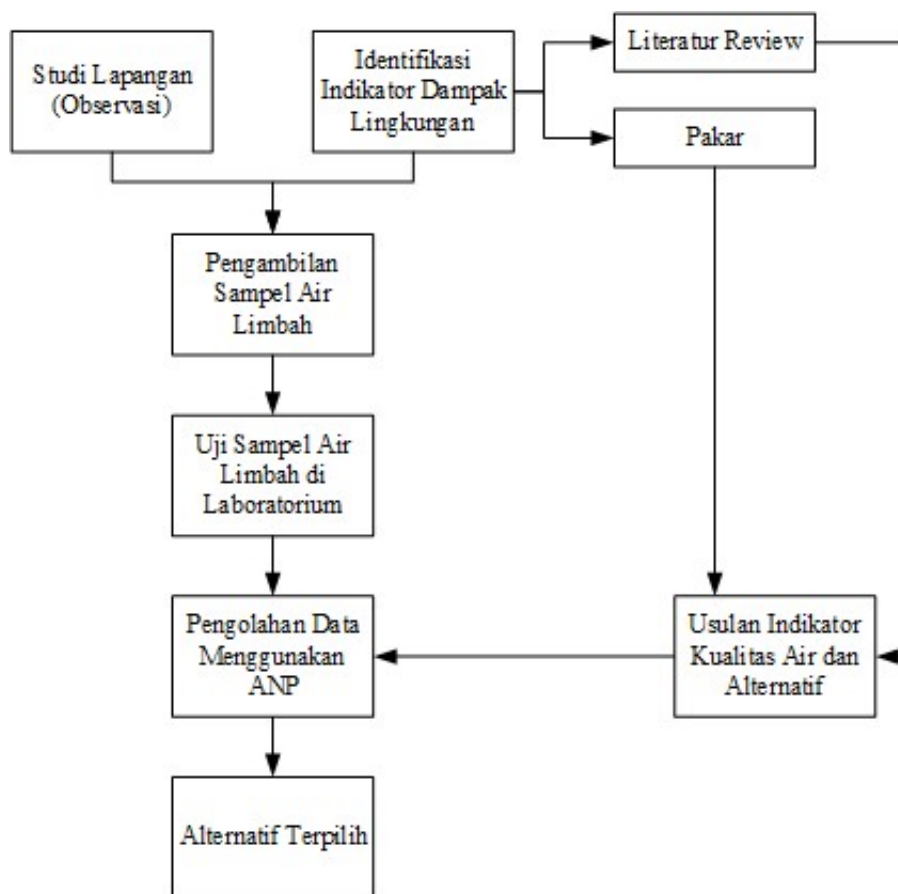 Studi Lapangan
(Observasi)
Identifikasi
Indikator Dampak
Lingkungan
Literatur Review
Pakar
Pengambilan
Sampel Air
Limbah
Uji Sampel Air
Limbah di
Laboratorium
Pengolahan Data
Menggunakan
ANP
Usulan Indikator
Kualitas Air dan
Alternatif
Alternatif Terpilih